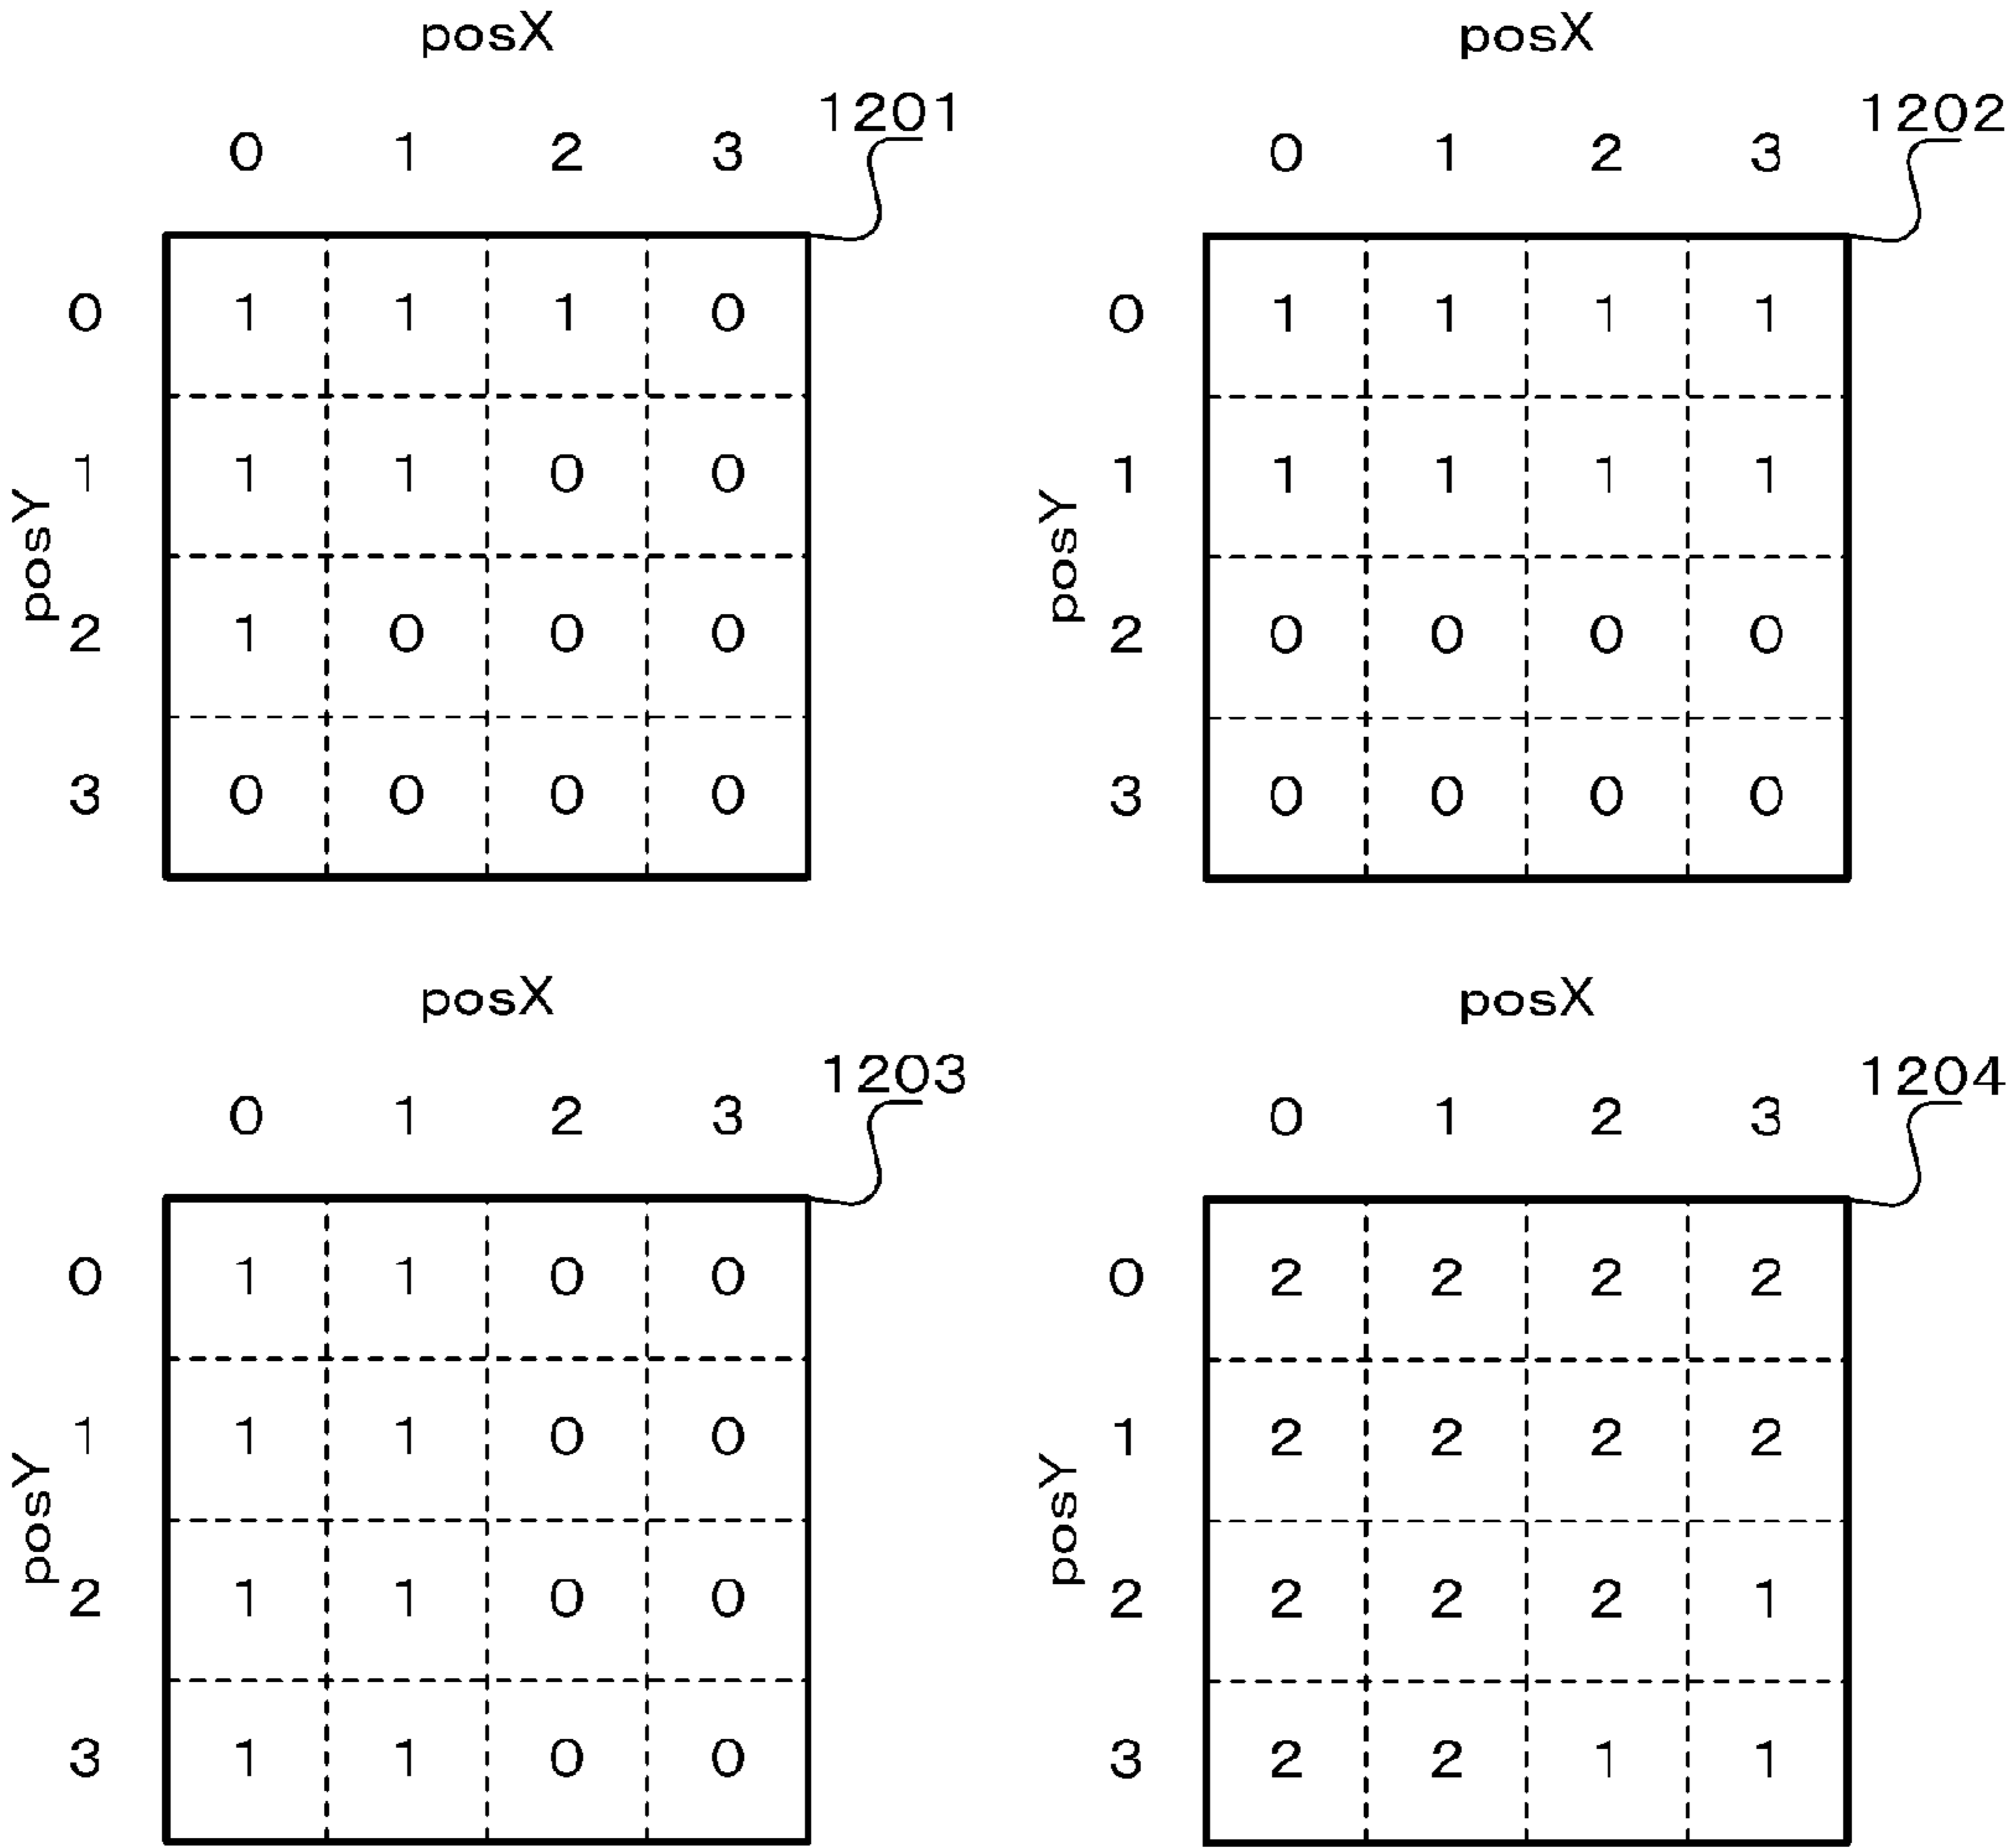 posX
1201
0 1 2 3
0 1 1 1 0
1 1 1 0 0
2 1 0 0 0
3 0 0 0 0
posY
posX
1202
0 1 2 3
0 1 1 1 1
1 1 1 1 1
2 0 0 0 0
3 0 0 0 0
posY
posX
1203
0 1 2 3
0 1 1 0 0
1 1 1 0 0
2 1 1 0 0
3 1 1 0 0
posY
posX
1204
0 1 2 3
0 2 2 2 2
1 2 2 2 2
2 2 2 2 1
3 2 2 1 1
posY